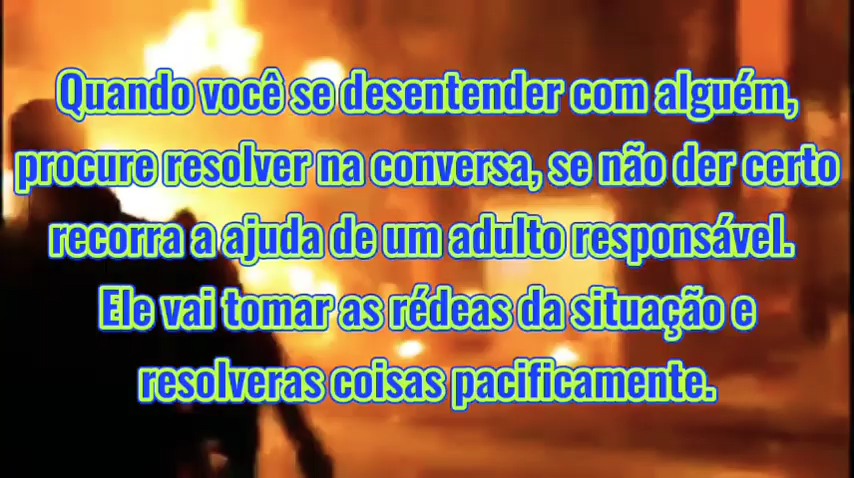 Quando você se desentender com alguém,
procure resolver na conversa, se não der certo
recorra a ajuda de um adulto responsável.
Ele vai tomar as rédeas da situação e
resolveras coisas pacificamente.